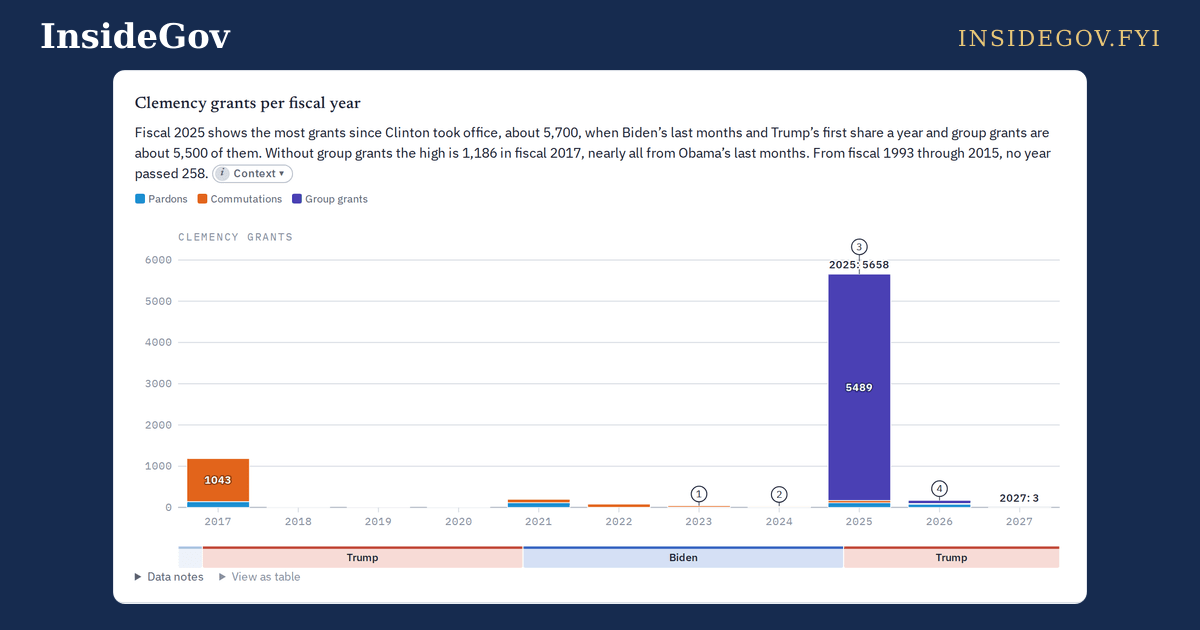 InsideGov
INSIDEGOV.FYI
Clemency grants per fiscal year
Fiscal 2025 shows the most grants since Clinton took office, about 5,700, when Biden’s last months and Trump’s first share a year and group grants are
about 5,500 of them. Without group grants the high is 1,186 in fiscal 2017, nearly all from Obama’s last months. From fiscal 1993 through 2015, no year
passed 258. i Context ▾
Pardons Commutations Group grants
CLEMENCY GRANTS
3
6000
2025: 5658
5000
4000
3000
5489
2000
1000
1043
1 2 4
2027: 3
0
2017 2018 2019 2020 2021 2022 2023 2024 2025 2026 2027
Trump Biden Trump
▶ Data notes ▶ View as table